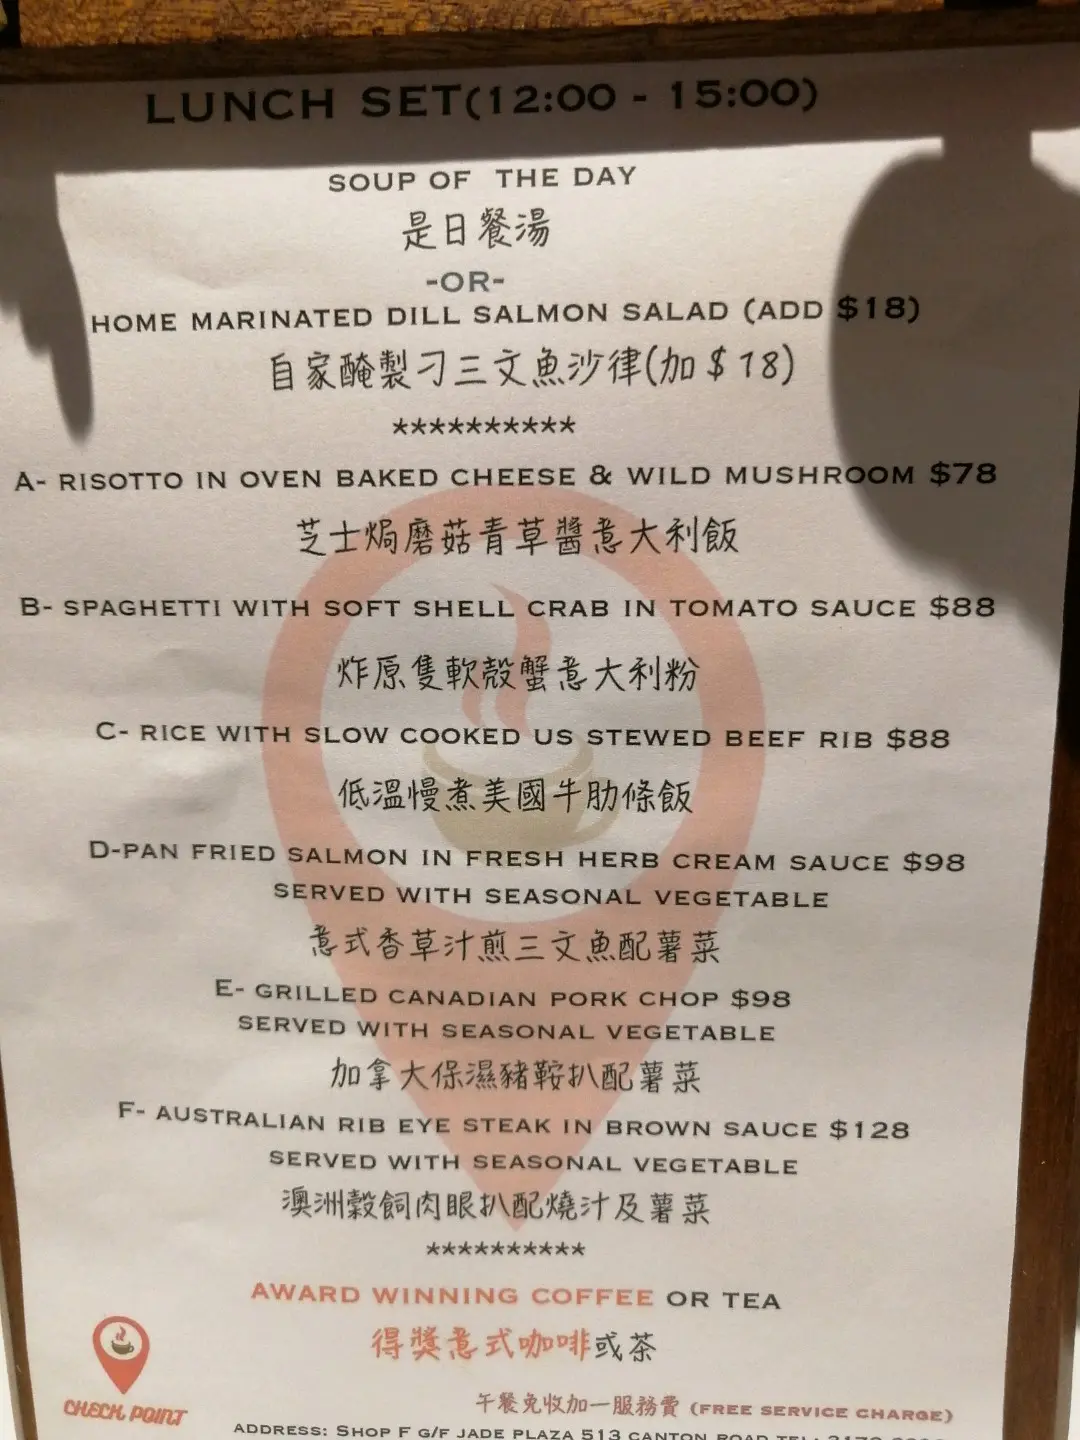 LUNCH SET(12:00 - 15:00)
SOUP OF THE DAY
是日餐湯
-OR-
HOME MARINATED DILL SALMON SALAD (ADD $18)
自家醃製刁三文魚沙律(加$18)
**********
A- RISOTTO IN OVEN BAKED CHEESE & WILD MUSHROOM $78
芝士焗磨菇青草醬意大利飯
B- SPAGHETTI WITH SOFT SHELL CRAB IN TOMATO SAUCE $88
炸原隻軟殼蟹意大利粉
C- RICE WITH SLOW COOKED US STEWED BEEF RIB $88
低溫慢煮美國牛肋條飯
D-PAN FRIED SALMON IN FRESH HERB CREAM SAUCE $98
SERVED WITH SEASONAL VEGETABLE
意式香草汁煎三文魚配薯菜
E- GRILLED CANADIAN PORK CHOP $98
SERVED WITH SEASONAL VEGETABLE
加拿大保濕豬鞍扒配薯菜
F- AUSTRALIAN RIB EYE STEAK IN BROWN SAUCE $128
SERVED WITH SEASONAL VEGETABLE
澳洲穀飼肉眼扒配燒汁及薯菜
**********
AWARD WINNING COFFEE OR TEA
得獎意式咖啡或茶
CHECK POINT
午餐免收加一服務費 (FREE SERVICE CHARGE)
ADDRESS: SHOP F G/F JADE PLAZA 513 CANTON ROAD TEL: